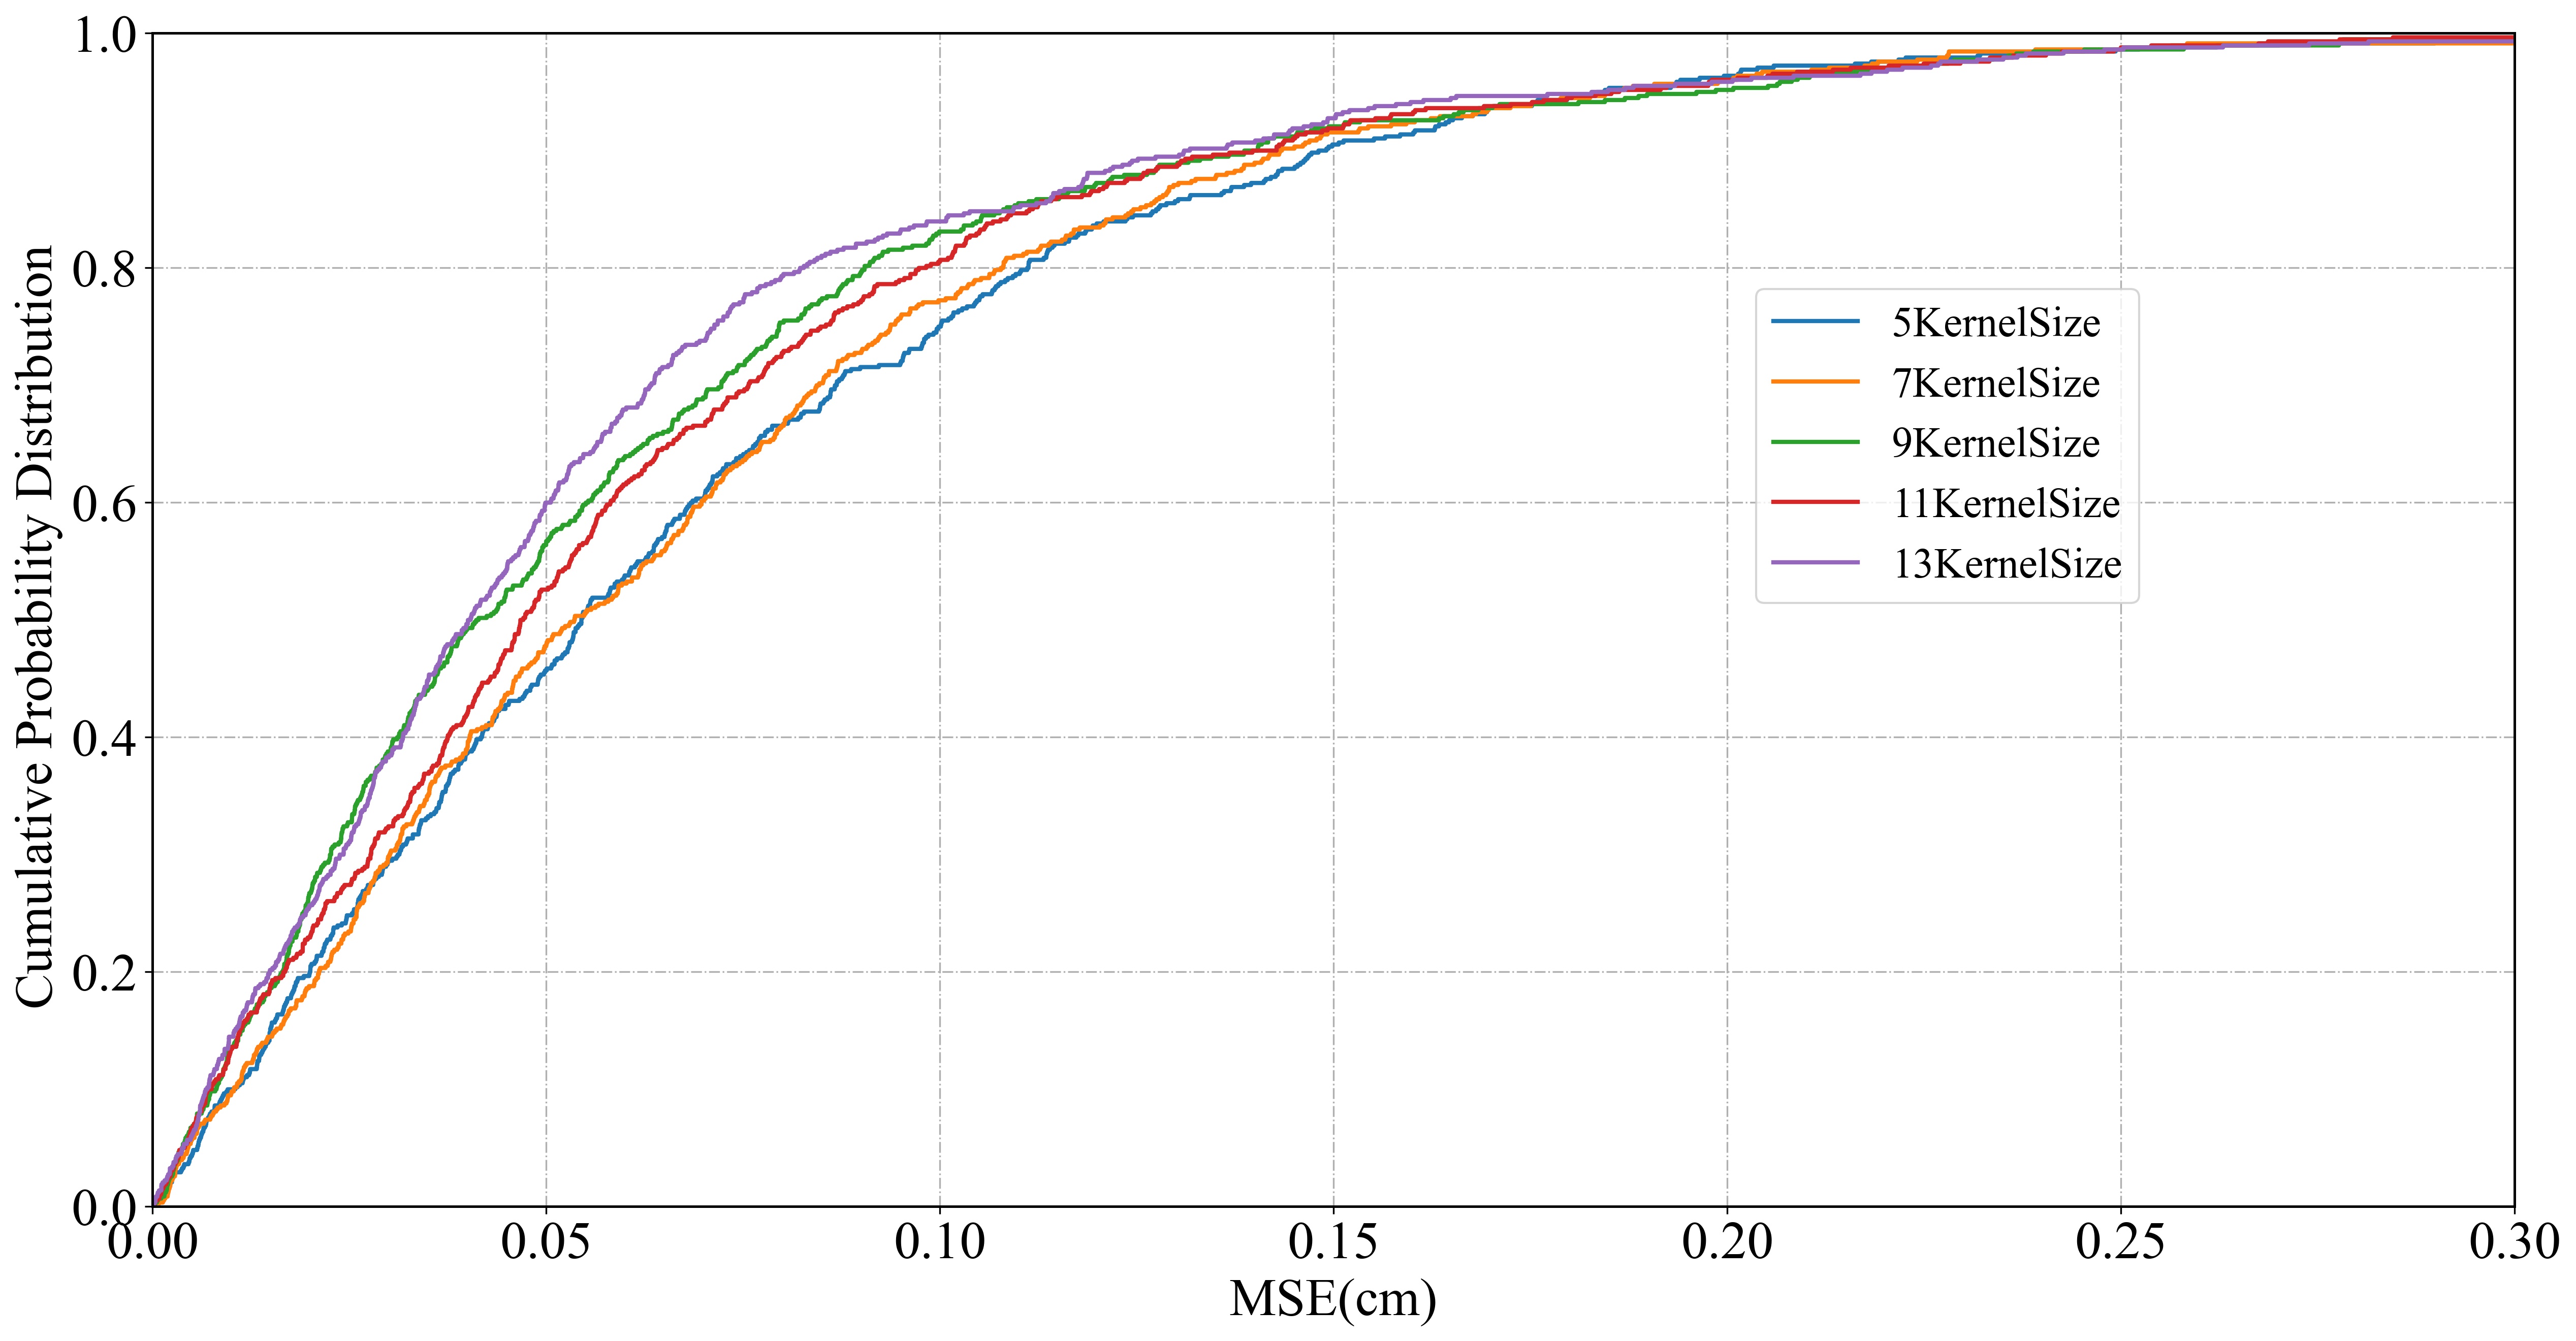 Cumulative Probability Distribution
1.0
0.8
0.6
0.4
0.2
0.0
5KernelSize
7KernelSize
9KernelSize
11KernelSize
13KernelSize
0.00 0.05 0.10 0.15 0.20 0.25 0.30
MSE(cm)